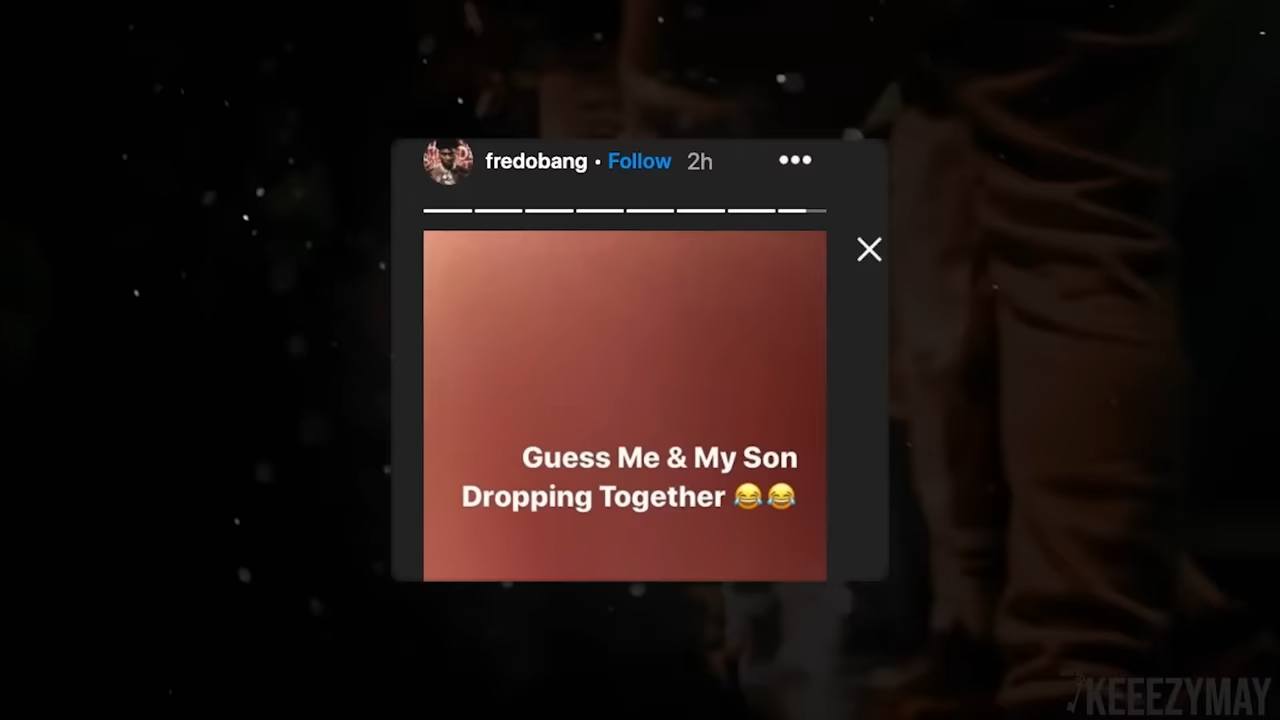 fredobang • Follow 2h •••
Guess Me & My Son
Dropping Together 😂😂
KEEEZYMAY